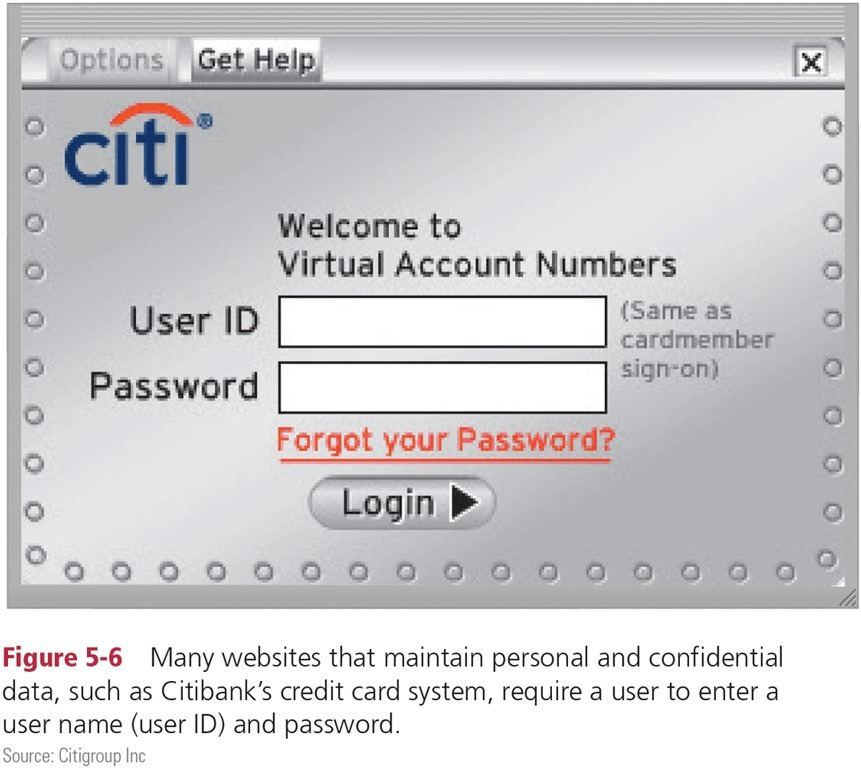 Options Get Help
citi®
Welcome to
Virtual Account Numbers
User ID
(Same as
cardmember
sign-on)
Password
Forgot your Password?
Login
Figure 5-6 Many websites that maintain personal and confidential
data, such as Citibank's credit card system, require a user to enter a
user name (user ID) and password.
Source: Citigroup Inc